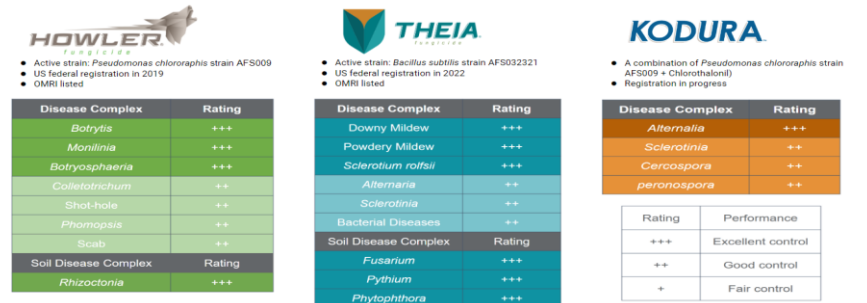 HOWLER
fungicide
● Active strain: Pseudomonas chlororaphis strain AFS009
● US federal registration in 2019
● OMRI listed
Disease Complex Rating
Botrytis +++
Monilinia +++
Botryosphaeria +++
Colletotrichum ++
Shot-hole ++
Phomopsis ++
Scab ++
Soil Disease Complex Rating
Rhizoctonia +++
THEIA
fungicide
● Active strain: Bacillus subtilis strain AFS032321
● US federal registration in 2022
● OMRI listed
Disease Complex Rating
Downy Mildew +++
Powdery Mildew +++
Sclerotium rolfsii +++
Alternaria ++
Sclerotinia ++
Bacterial Diseases ++
Soil Disease Complex Rating
Fusarium +++
Pythium +++
Phytophthora +++
KODURA
● A combination of Pseudomonas chlororaphis strain
AFS009 + Chlorothalonil)
● Registration in progress
Disease Complex Rating
Alternalia +++
Sclerotinia ++
Cercospora ++
peronospora ++
Rating Performance
+++ Excellent control
++ Good control
+ Fair control